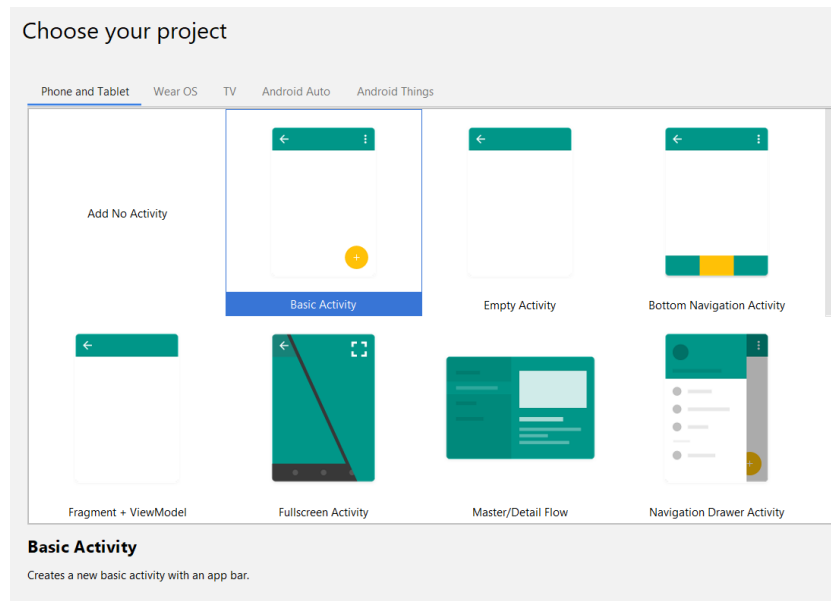 Choose your project
Phone and Tablet Wear OS TV Android Auto Android Things
Add No Activity
Basic Activity
Empty Activity
Bottom Navigation Activity
Fragment + ViewModel
Fullscreen Activity
Master/Detail Flow
Navigation Drawer Activity
Basic Activity
Creates a new basic activity with an app bar.